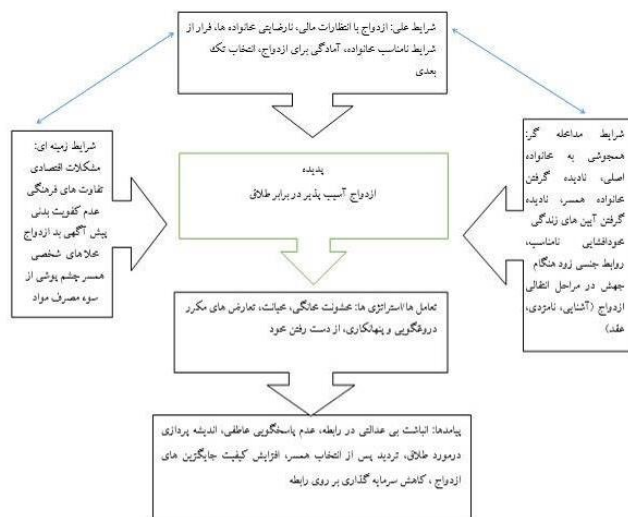 شرایط علی: ازدواج با انتظارات مالی، نارضایتی خانواده ها، فرار از
شرایط نامناسب خانواده، آمادگی برای ازدواج، انتخاب تک
بعدی
شرایط مداخله گر:
همجوشی به خانواده
اصلی، نادیده گرفتن
خانواده همسر، نادیده
گرفتن آیین های زندگی
خودافشایی نامناسب،
روابط جنسی زود هنگام
جهش در مراحل انتقالی
ازدواج (آشنایی، نامزدی،
عقد)
پدیده
ازدواج آسیب پذیر در برابر طلاق
شرایط زمینه ای:
مشکلات اقتصادی
تفاوت های فرهنگی
عدم کفویت بدنی
پیش آگهی بد ازدواج
خلاهای شخصی
همسر چشم پوشی از
سوء مصرف مواد
تعامل ها/استراتژی ها: خشونت خانگی، خیانت، تعارض های مکرر
دروغگویی و پنهانکاری، از دست رفتن خود
پیامدها: انباشت بی عدالتی در رابطه، عدم پاسخگویی عاطفی، اندیشه پردازی
درمورد طلاق، تردید پس از انتخاب همسر، افزایش کیفیت جایگزین های
ازدواج ، کاهش سرمایه گذاری بر روی رابطه